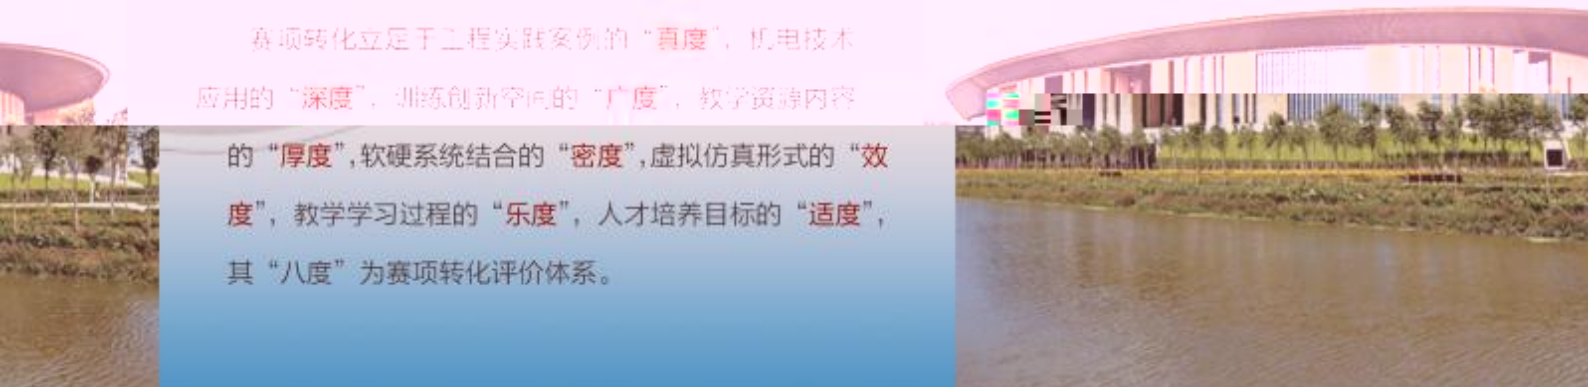 赛项转化立足于工程实践案例的“真度”，机电技术
应用的“深度”，训练创新空间的“广度”，教学资源内容
的“厚度”,软硬系统结合的“密度”,虚拟仿真形式的“效
度”，教学学习过程的“乐度”，人才培养目标的“适度”，
其“八度”为赛项转化评价体系。